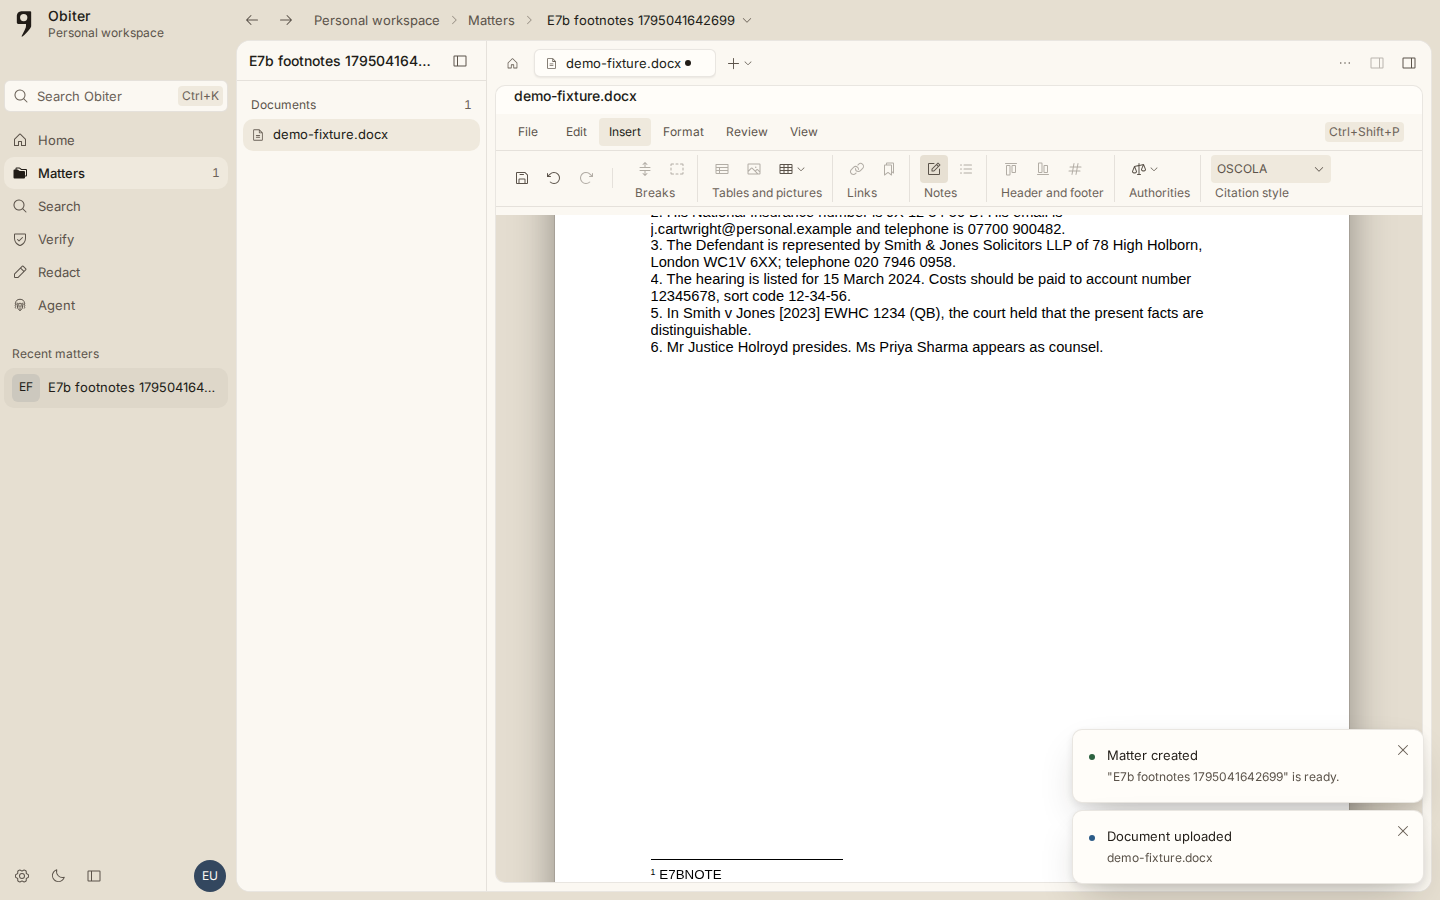 Obiter
Personal workspace
Search Obiter
Ctrl+K
Home
Matters
1
Search
Verify
Redact
Agent
Recent matters
EF
E7b footnotes 179504164...
EU
Personal workspace
Matters
E7b footnotes 1795041642699
E7b footnotes 179504164...
Documents
1
demo-fixture.docx
demo-fixture.docx
demo-fixture.docx
File
Edit
Insert
Format
Review
View
Ctrl+Shift+P
Breaks
Tables and pictures
Links
Notes
Header and footer
Authorities
OSCOLA
Citation style
j.cartwright@personal.example and telephone is 07700 900482.
3. The Defendant is represented by Smith & Jones Solicitors LLP of 78 High Holborn,
London WC1V 6XX; telephone 020 7946 0958.
4. The hearing is listed for 15 March 2024. Costs should be paid to account number
12345678, sort code 12-34-56.
5. In Smith v Jones [2023] EWHC 1234 (QB), the court held that the present facts are
distinguishable.
6. Mr Justice Holroyd presides. Ms Priya Sharma appears as counsel.
1 E7BNOTE
Matter created
"E7b footnotes 1795041642699" is ready.
Document uploaded
demo-fixture.docx